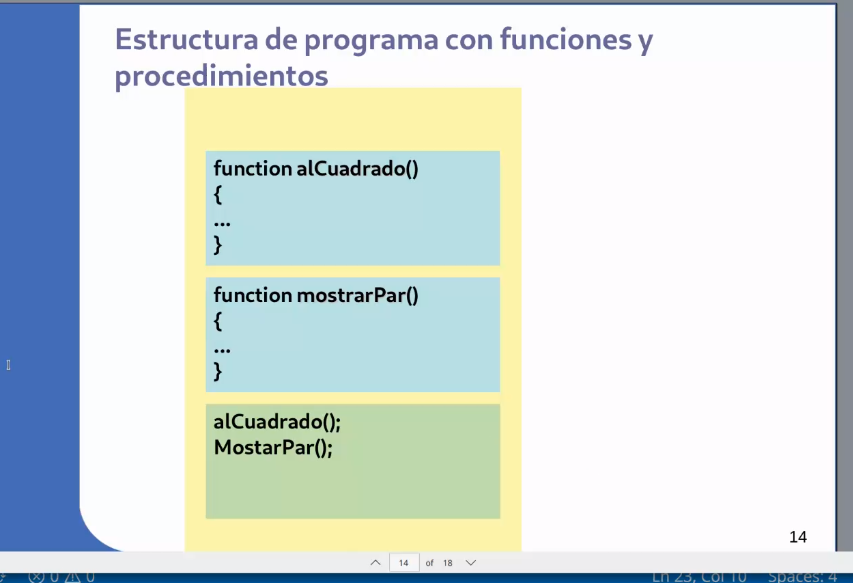 Estructura de programa con funciones y
procedimientos
function alCuadrado()
{
...
}
function mostrarPar()
{
...
}
alCuadrado();
MostarPar();
14
14 of 18
0 0 Ln 23, Col 10 Spaces: 4